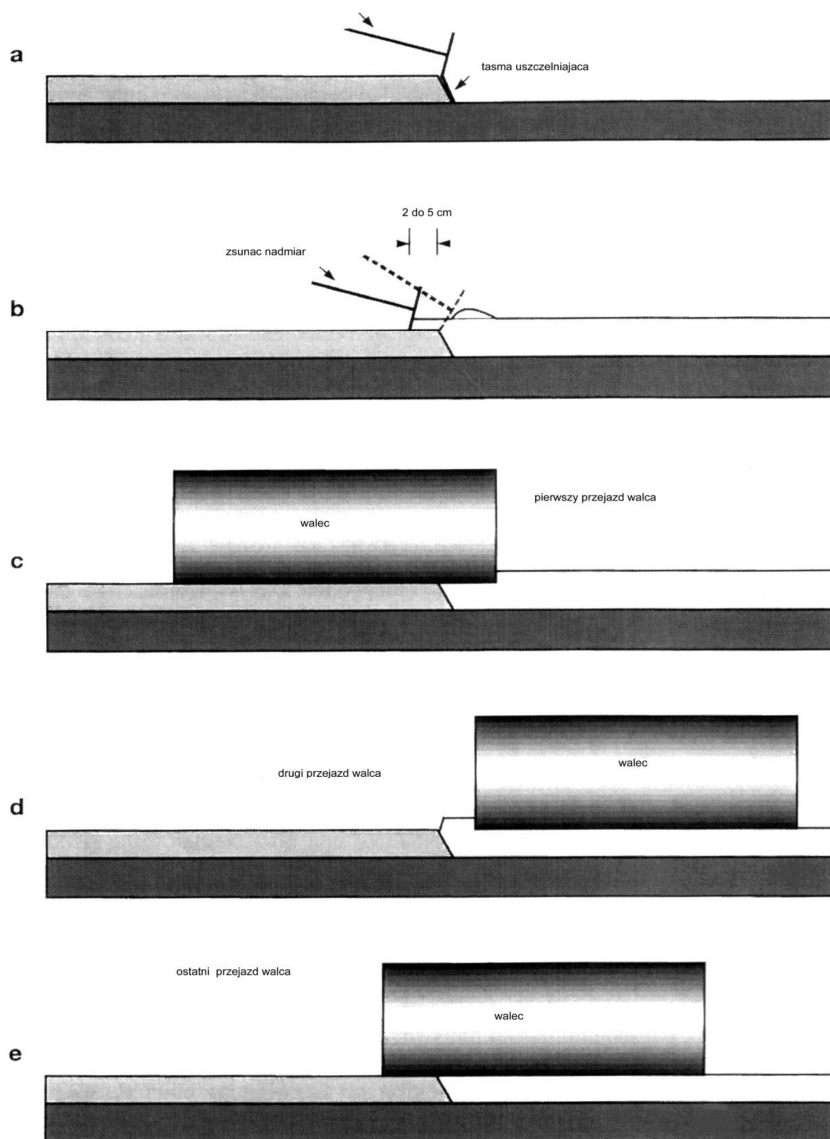 a
tasma uszczelniajaca
2 do 5 cm
zsunac nadmiar
b
pierwszy przejazd walca
walec
c
walec
drugi przejazd walca
d
ostatni przejazd walca
walec
e